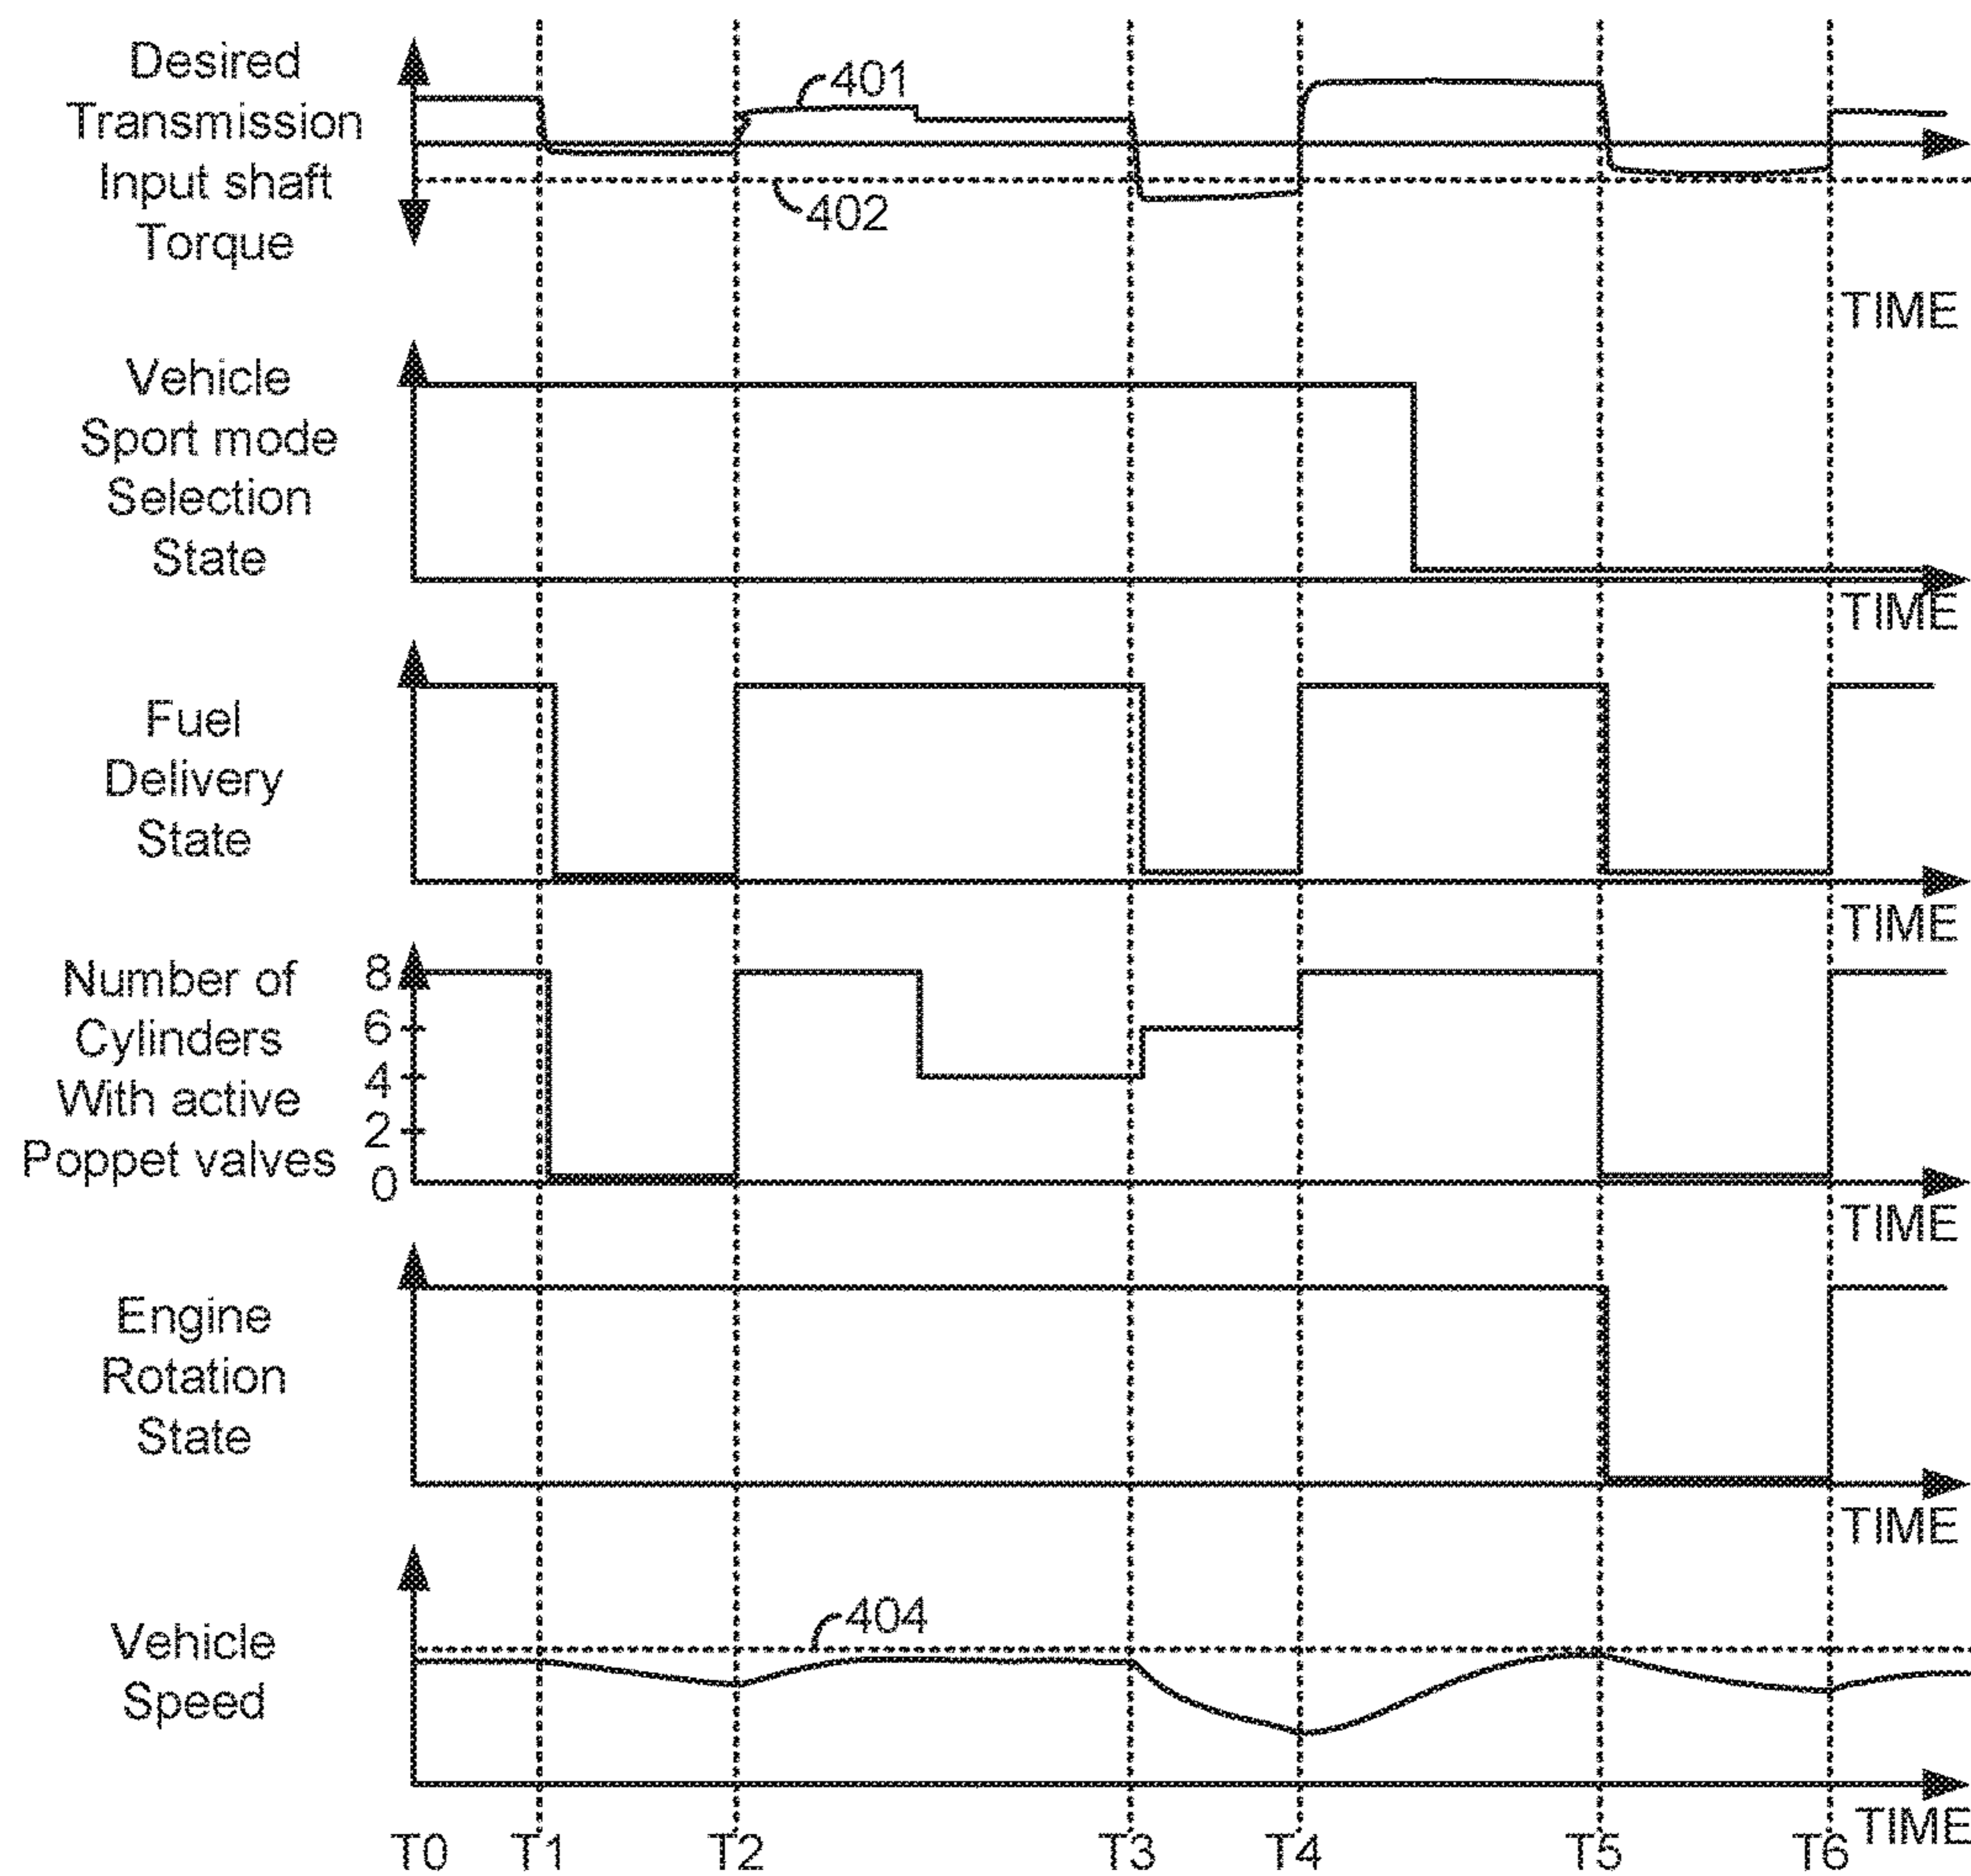 Desired
Transmission
Input shaft
Torque
401
402
TIME
Vehicle
Sport mode
Selection
State
TIME
Fuel
Delivery
State
TIME
Number of
Cylinders
With active
Poppet valves
8
6
4
2
0
TIME
Engine
Rotation
State
TIME
Vehicle
Speed
404
TIME
T0 T1 T2 T3 T4 T5 T6